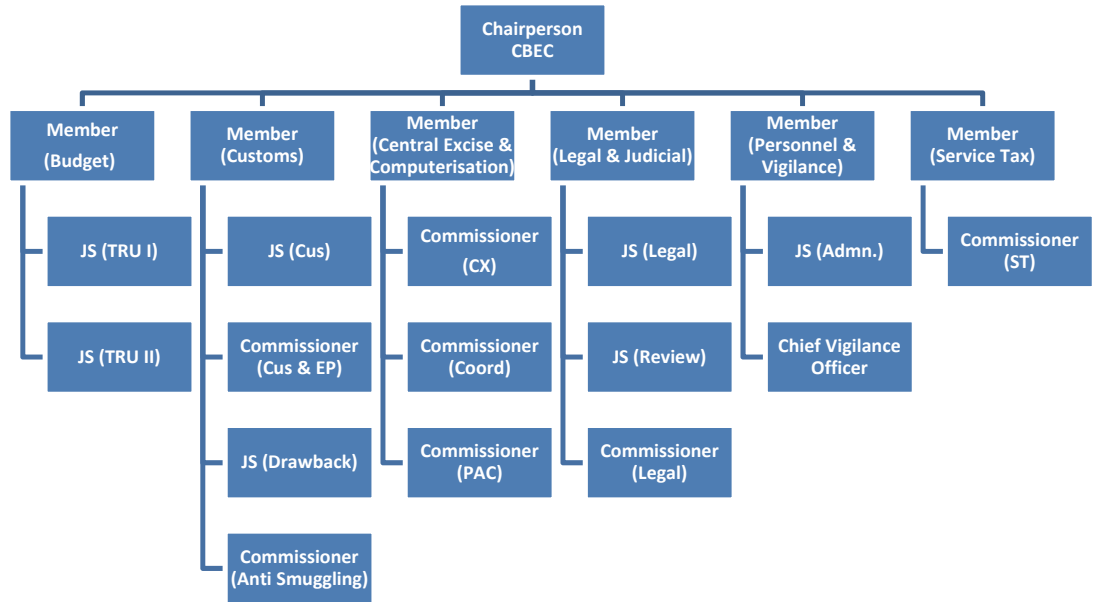 Chairperson
CBEC
Member
(Budget)
Member
(Customs)
Member
(Central Excise &
Computerisation)
Member
(Legal & Judicial)
Member
(Personnel &
Vigilance)
Member
(Service Tax)
JS (TRU I)
JS (TRU II)
JS (Cus)
Commissioner
(Cus & EP)
JS (Drawback)
Commissioner
(Anti Smuggling)
Commissioner
(CX)
Commissioner
(Coord)
Commissioner
(PAC)
JS (Legal)
JS (Review)
Commissioner
(Legal)
JS (Admn.)
Chief Vigilance
Officer
Commissioner
(ST)